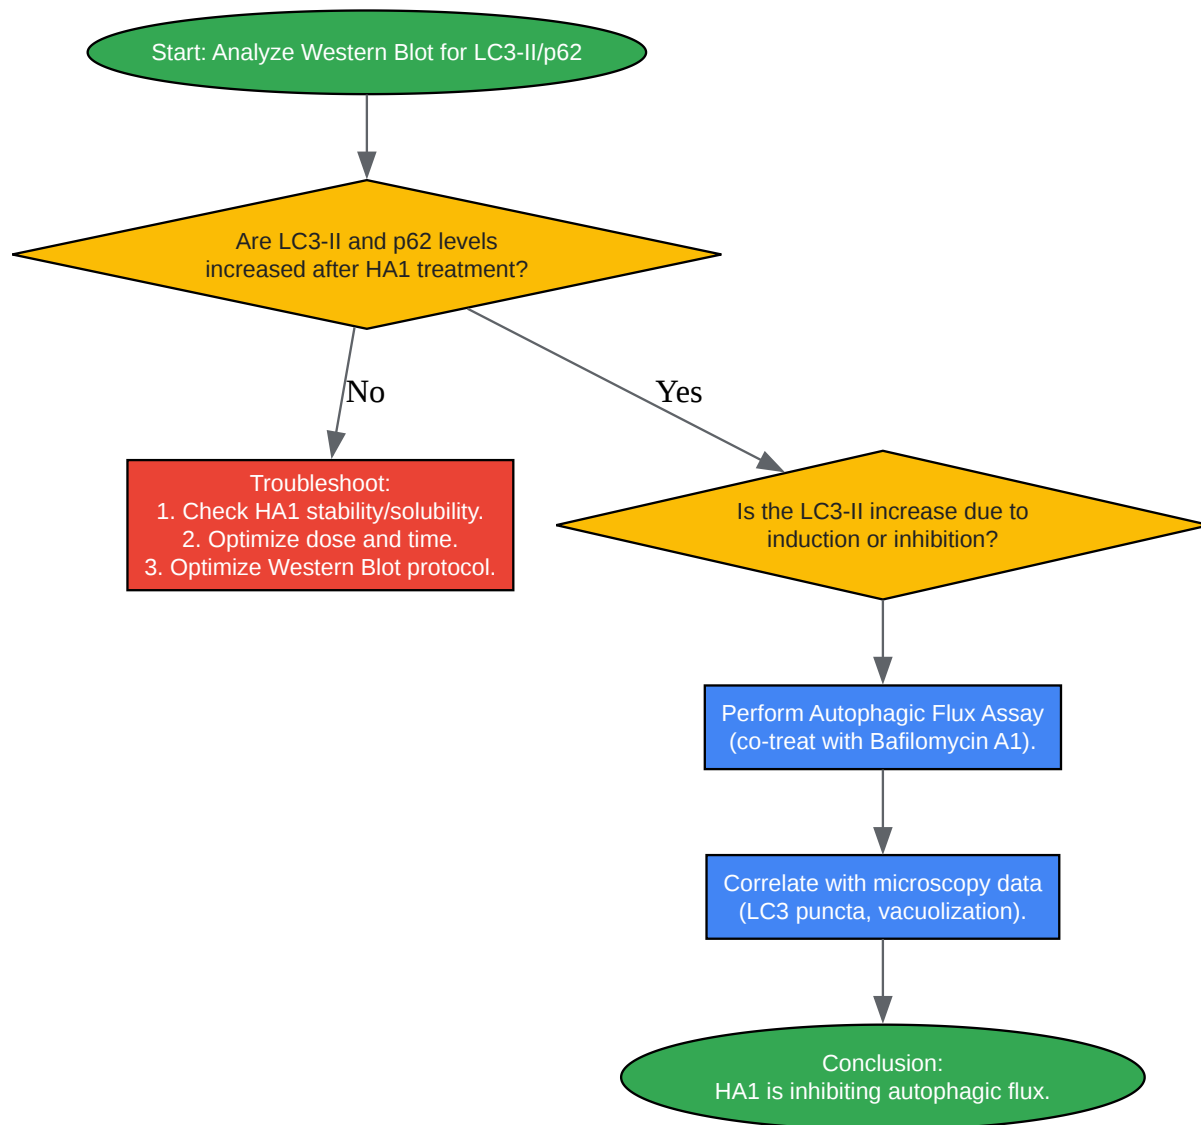 Start: Analyze Western Blot for LC3-II/p62
Are LC3-II and p62 levels
increased after HA1 treatment?
No
Yes
Troubleshoot:
1. Check HA1 stability/solubility.
2. Optimize dose and time.
3. Optimize Western Blot protocol.
Is the LC3-II increase due to
induction or inhibition?
Perform Autophagic Flux Assay
(co-treat with Bafilomycin A1).
Correlate with microscopy data
(LC3 puncta, vacuolization).
Conclusion:
HA1 is inhibiting autophagic flux.